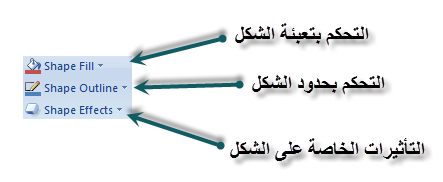 التحكم بتعبئة الشكل
Shape Fill
التحكم بحدود الشكل
Shape Outline
Shape Effects
التأثيرات الخاصة على الشكل